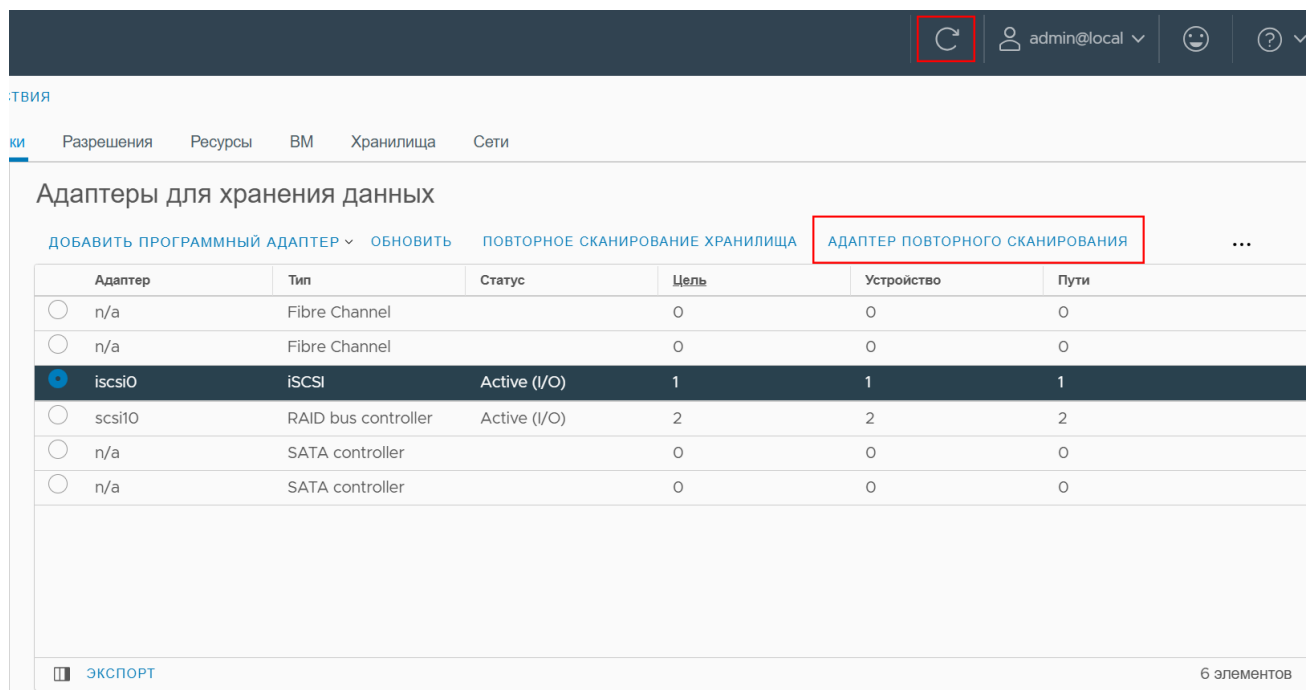 admin@local
СТВИЯ
ки Разрешения Ресурсы ВМ Хранилища Сети
Адаптеры для хранения данных
ДОБАВИТЬ ПРОГРАММНЫЙ АДАПТЕР ОБНОВИТЬ ПОВТОРНОЕ СКАНИРОВАНИЕ ХРАНИЛИЩА АДАПТЕР ПОВТОРНОГО СКАНИРОВАНИЯ ...
Адаптер Тип Статус Цель Устройство Пути
n/a Fibre Channel 0 0 0
n/a Fibre Channel 0 0 0
iscsi0 iSCSI Active (I/O) 1 1 1
scsi10 RAID bus controller Active (I/O) 2 2 2
n/a SATA controller 0 0 0
n/a SATA controller 0 0 0
ЭКСПОРТ 6 элементов